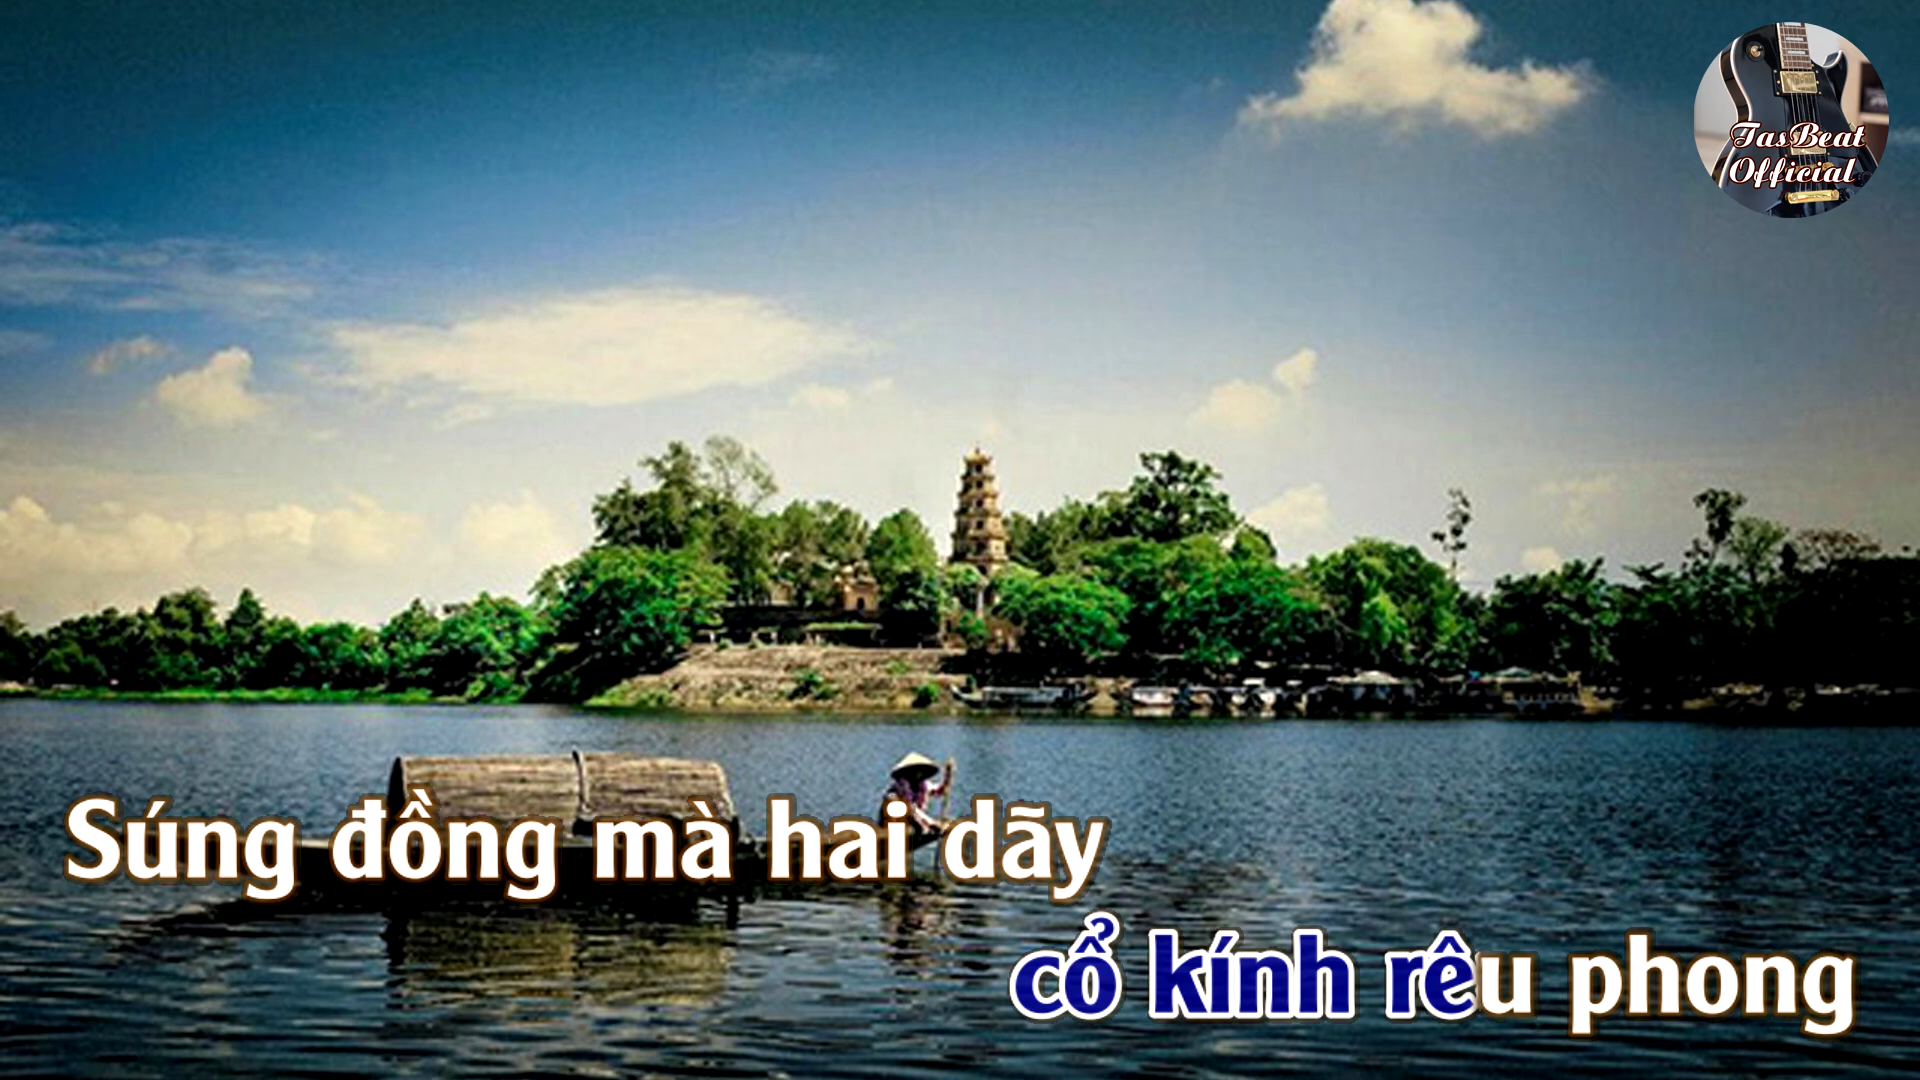 TasBeat
Official
Súng đồng mà hai dãy
cổ kính rêu phong